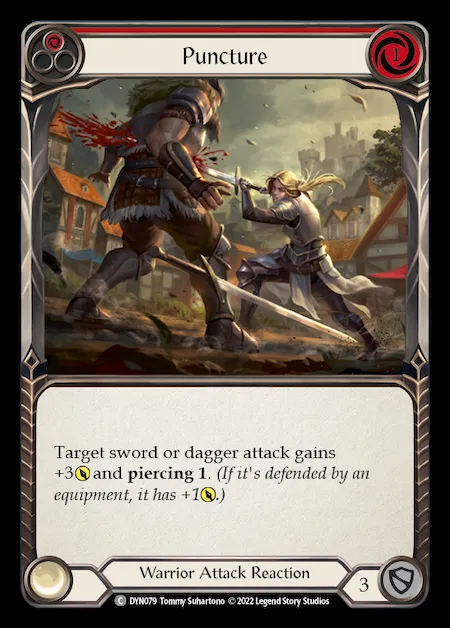 1
Puncture
Target sword or dagger attack gains
+3 and piercing 1. (If it's defended by an
equipment, it has +1.)
Warrior Attack Reaction
3
C DYN079 Tommy Suhartono © 2022 Legend Story Studios